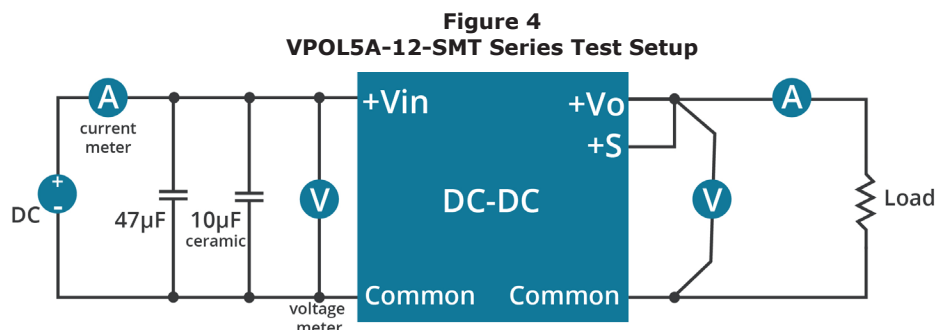 Figure 4
VPOL5A-12-SMT Series Test Setup
A
current
meter
+
-
DC
47μF
10μF
ceramic
V
voltage
meter
+Vin
Common
DC-DC
+Vo
+S
Common
V
A
Load